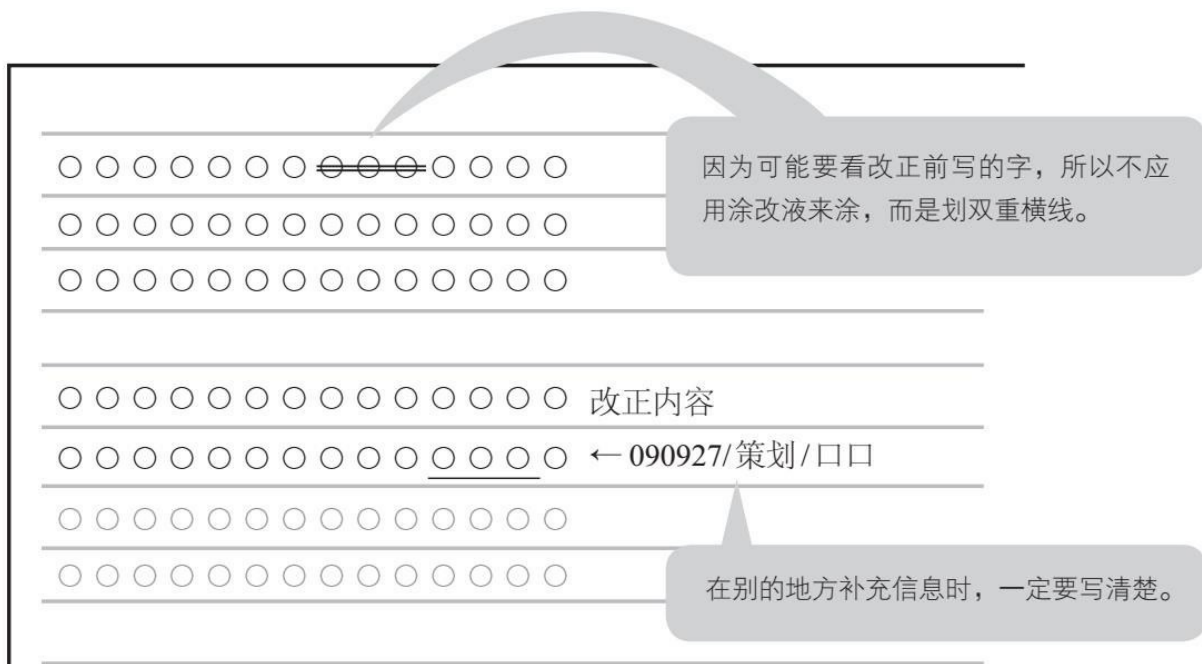 ○○○○○○○○○○○○○○
因为可能要看改正前写的字，所以不应
用涂改液来涂，而是划双重横线。
○○○○○○○○○○○○○○
○○○○○○○○○○○○○○
○○○○○○○○○○○○○○ 改正内容
○○○○○○○○○○○○○○ ←090927/策划/口口
○○○○○○○○○○○○○○
○○○○○○○○○○○○○○
在别的地方补充信息时，一定要写清楚。